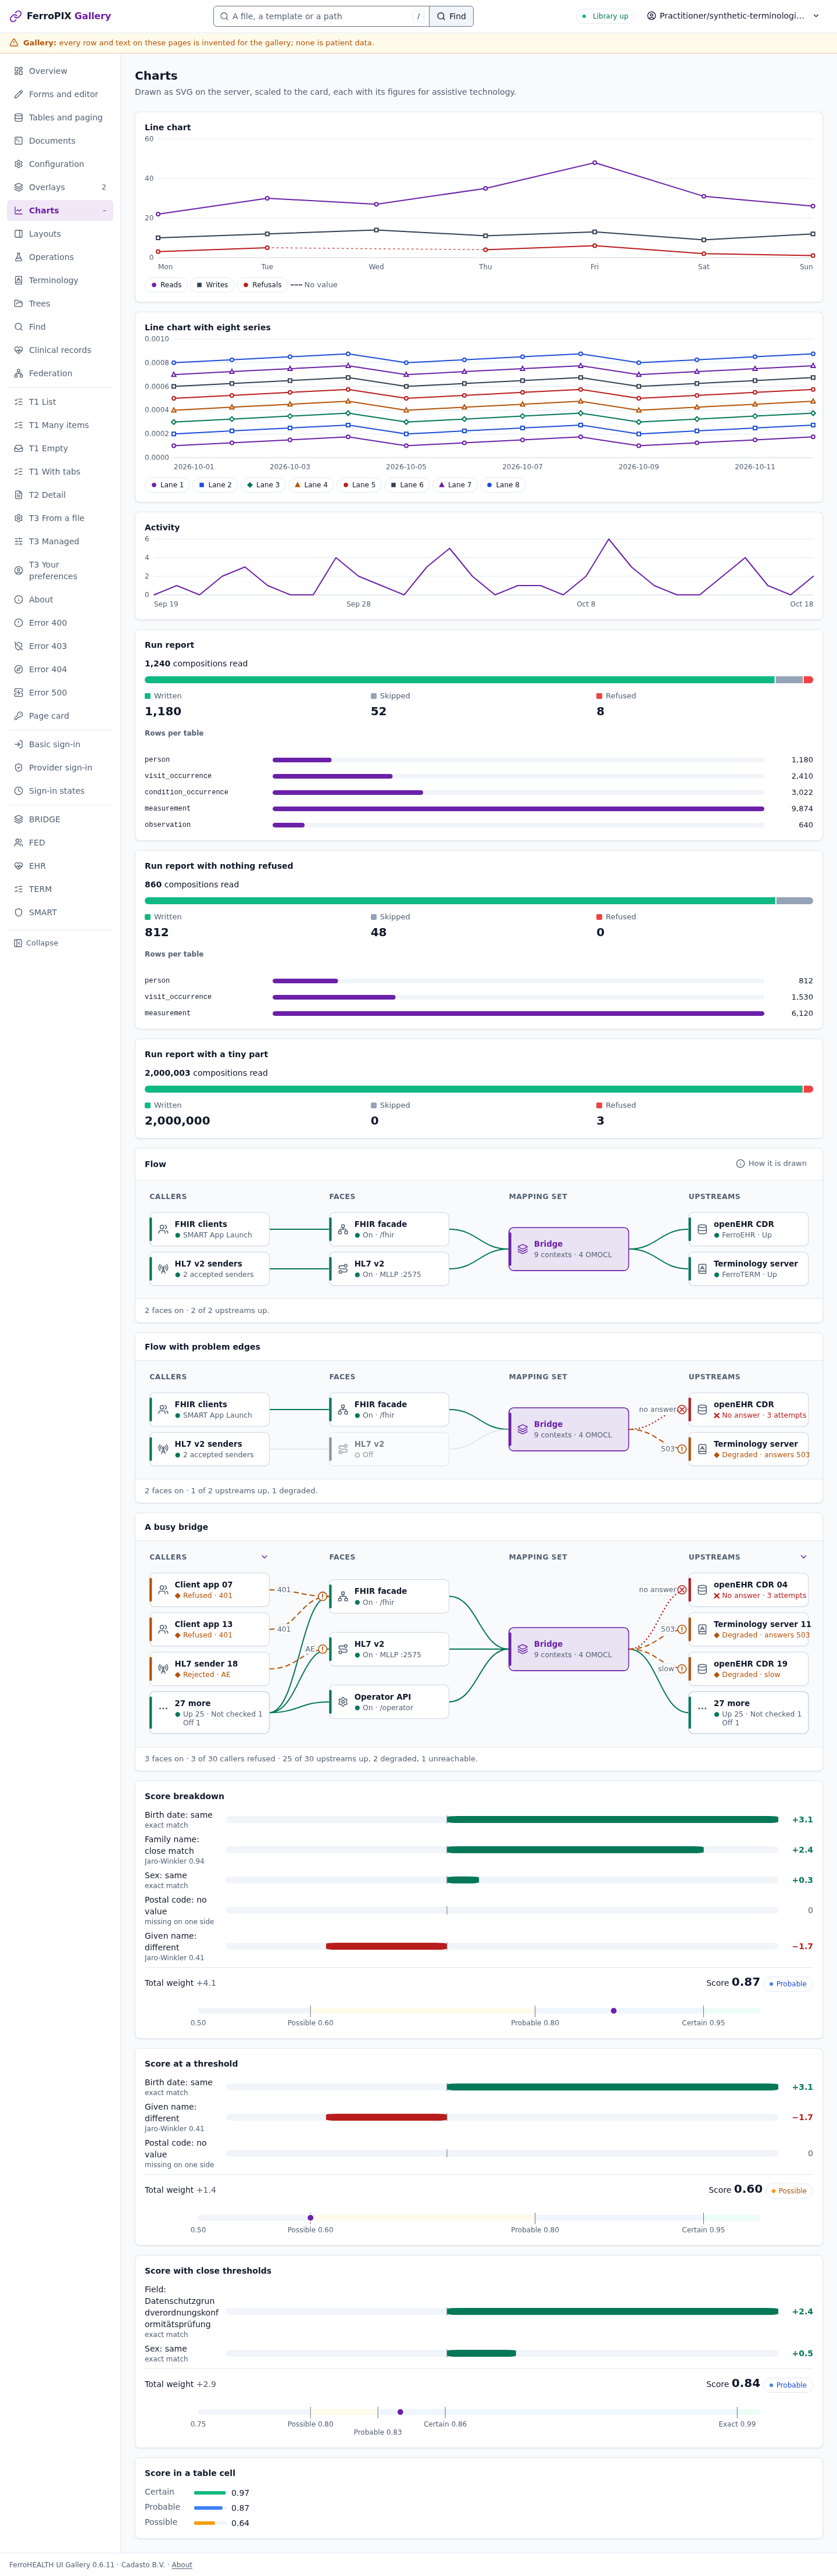 FerroPIX Gallery
A file, a template or a path
/
Find
Library up
Practitioner/synthetic-terminologi…
Gallery: every row and text on these pages is invented for the gallery; none is patient data.
Overview
Forms and editor
Tables and paging
Documents
Configuration
Overlays 2
Charts
Layouts
Operations
Terminology
Trees
Find
Clinical records
Federation
T1 List
T1 Many items
T1 Empty
T1 With tabs
T2 Detail
T3 From a file
T3 Managed
T3 Your
preferences
About
Error 400
Error 403
Error 404
Error 500
Page card
Basic sign-in
Provider sign-in
Sign-in states
BRIDGE
FED
EHR
TERM
SMART
Collapse
Charts
Drawn as SVG on the server, scaled to the card, each with its figures for assistive technology.
Line chart
60
40
20
0
Mon Tue Wed Thu Fri Sat Sun
Reads Writes Refusals No value
Line chart with eight series
0.0010
0.0008
0.0006
0.0004
0.0002
0.0000
2026-10-01 2026-10-03 2026-10-05 2026-10-07 2026-10-09 2026-10-11
Lane 1 Lane 2 Lane 3 Lane 4 Lane 5 Lane 6 Lane 7 Lane 8
Activity
6
4
2
0
Sep 19 Sep 28 Oct 8 Oct 18
Run report
1,240 compositions read
Written Skipped Refused
1,180 52 8
Rows per table
person 1,180
visit_occurrence 2,410
condition_occurrence 3,022
measurement 9,874
observation 640
Run report with nothing refused
860 compositions read
Written Skipped Refused
812 48 0
Rows per table
person 812
visit_occurrence 1,530
measurement 6,120
Run report with a tiny part
2,000,003 compositions read
Written Skipped Refused
2,000,000 0 3
Flow How it is drawn
CALLERS FACES MAPPING SET UPSTREAMS
FHIR clients FHIR facade openEHR CDR
SMART App Launch On · /fhir FerroEHR · Up
Bridge
9 contexts · 4 OMOCL
HL7 v2 senders HL7 v2 Terminology server
2 accepted senders On · MLLP :2575 FerroTERM · Up
2 faces on · 2 of 2 upstreams up.
Flow with problem edges
CALLERS FACES MAPPING SET UPSTREAMS
FHIR clients FHIR facade openEHR CDR
no answer
SMART App Launch On · /fhir No answer · 3 attempts
Bridge
9 contexts · 4 OMOCL
HL7 v2 senders HL7 v2 Terminology server
503
2 accepted senders Off Degraded · answers 503
2 faces on · 1 of 2 upstreams up, 1 degraded.
A busy bridge
CALLERS FACES MAPPING SET UPSTREAMS
Client app 07 openEHR CDR 04
401 FHIR facade no answer
Refused · 401 No answer · 3 attempts
On · /fhir
Client app 13 Terminology server 11
401 503
Refused · 401 Degraded · answers 503
HL7 v2 Bridge
AE On · MLLP :2575 9 contexts · 4 OMOCL
HL7 sender 18 openEHR CDR 19
slow
Rejected · AE Degraded · slow
Operator API
27 more 27 more
On · /operator
Up 25 · Not checked 1 Up 25 · Not checked 1
Off 1 Off 1
3 faces on · 3 of 30 callers refused · 25 of 30 upstreams up, 2 degraded, 1 unreachable.
Score breakdown
Birth date: same
exact match +3.1
Family name:
close match +2.4
Jaro-Winkler 0.94
Sex: same
exact match +0.3
Postal code: no
value 0
missing on one side
Given name:
different −1.7
Jaro-Winkler 0.41
Total weight +4.1 Score 0.87 Probable
0.50 Possible 0.60 Probable 0.80 Certain 0.95
Score at a threshold
Birth date: same
exact match +3.1
Given name:
different −1.7
Jaro-Winkler 0.41
Postal code: no
value 0
missing on one side
Total weight +1.4 Score 0.60 Possible
0.50 Possible 0.60 Probable 0.80 Certain 0.95
Score with close thresholds
Field:
Datenschutzgrun
dverordnungskonf
ormitätsprüfung
exact match +2.4
Sex: same
exact match +0.5
Total weight +2.9 Score 0.84 Probable
0.75 Possible 0.80 Certain 0.86 Exact 0.99
Probable 0.83
Score in a table cell
Certain 0.97
Probable 0.87
Possible 0.64
FerroHEALTH UI Gallery 0.6.11 · Cadasto B.V. · About